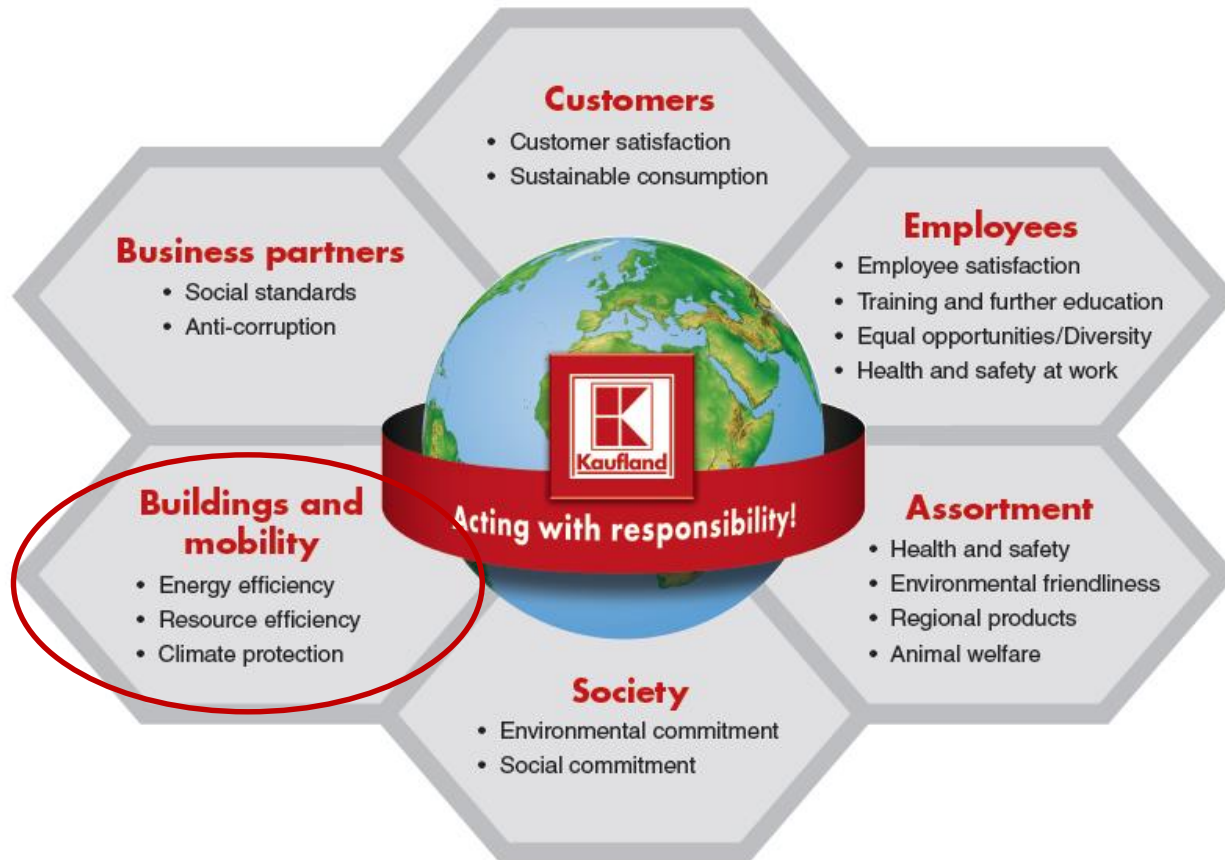 Customers
• Customer satisfaction
• Sustainable consumption
Business partners
• Social standards
• Anti-corruption
Employees
• Employee satisfaction
• Training and further education
• Equal opportunities/Diversity
• Health and safety at work
Kaufland
Acting with responsibility!
Buildings and
mobility
• Energy efficiency
• Resource efficiency
• Climate protection
Assortment
• Health and safety
• Environmental friendliness
• Regional products
• Animal welfare
Society
• Environmental commitment
• Social commitment